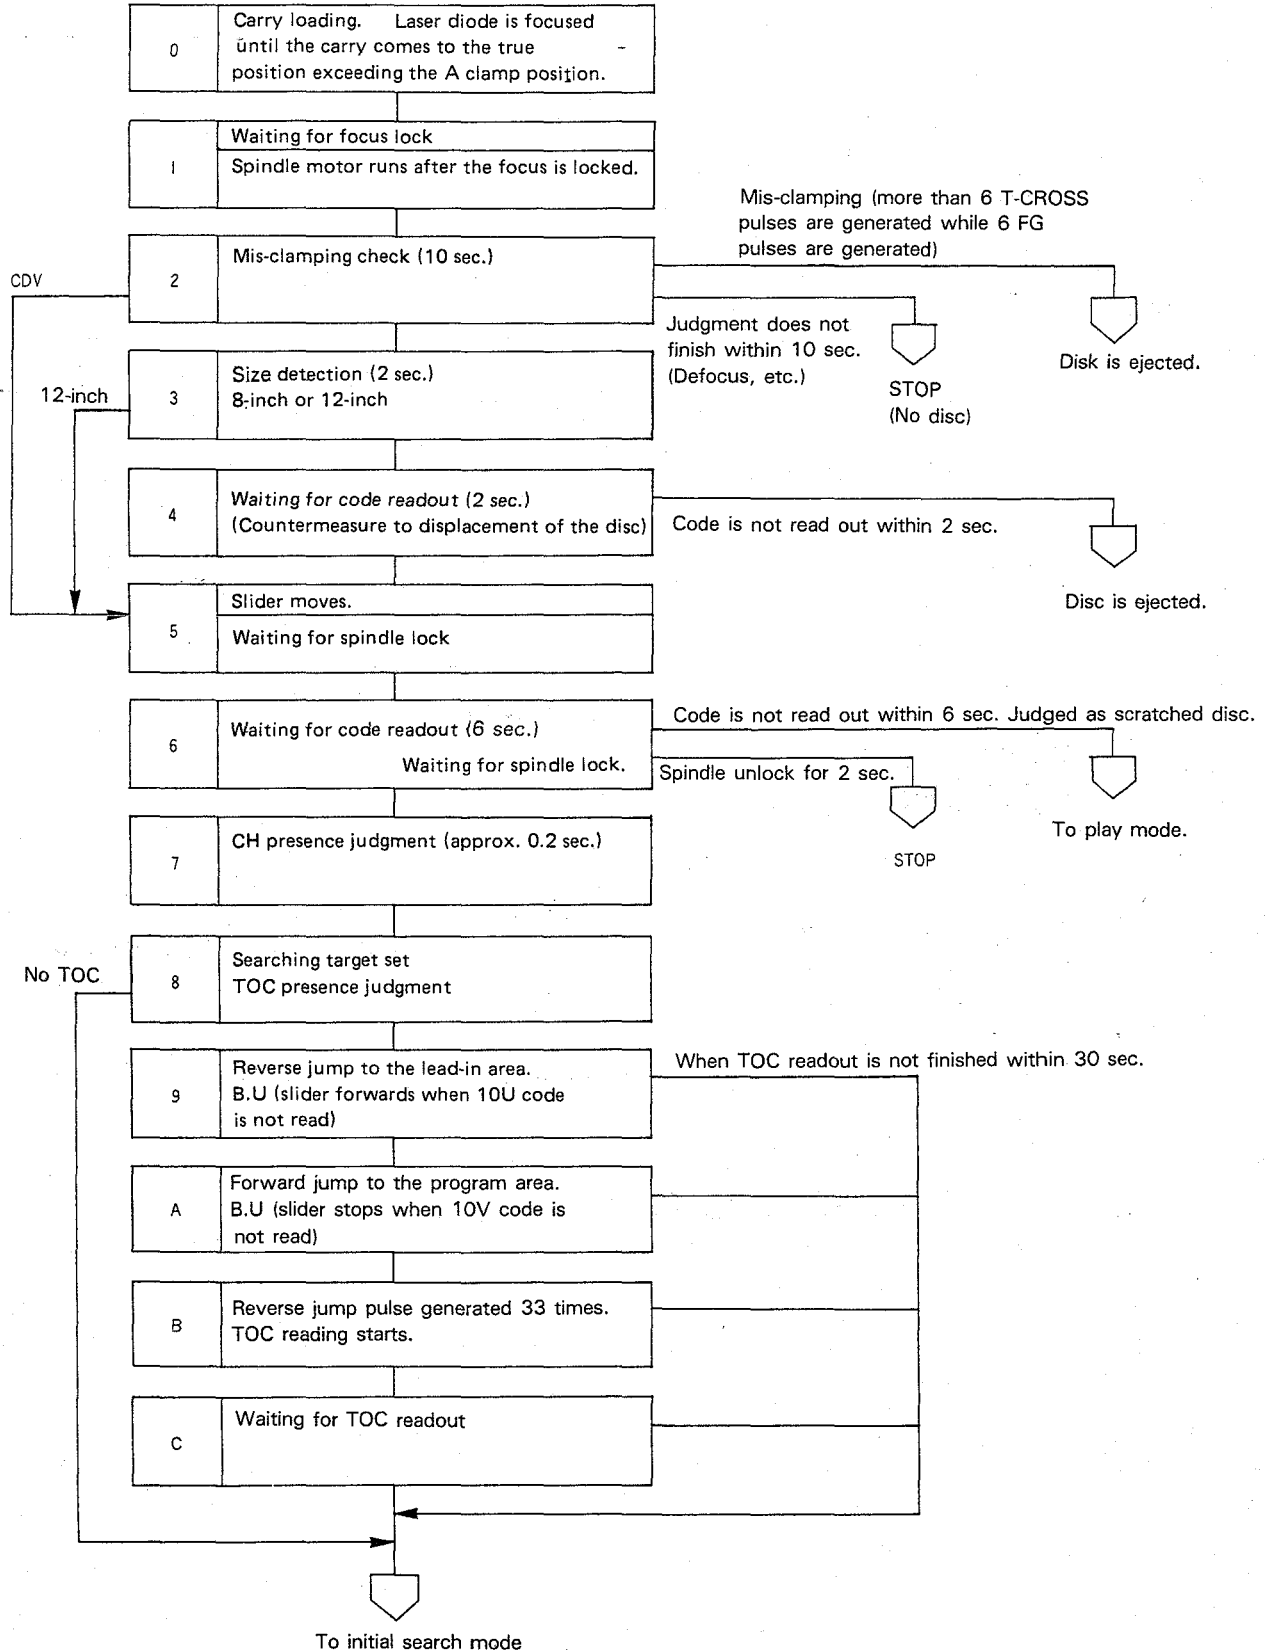 0
Carry loading. Laser diode is focused
until the carry comes to the true
position exceeding the A clamp position.
1
Waiting for focus lock
Spindle motor runs after the focus is locked.
Mis-clamping (more than 6 T-CROSS
pulses are generated while 6 FG
pulses are generated)
2
Mis-clamping check (10 sec.)
CDV
Judgment does not
finish within 10 sec.
(Defocus, etc.)
STOP
(No disc)
Disk is ejected.
3
Size detection (2 sec.)
8-inch or 12-inch
12-inch
4
Waiting for code readout (2 sec.)
(Countermeasure to displacement of the disc)
Code is not read out within 2 sec.
Disc is ejected.
5
Slider moves.
Waiting for spindle lock
6
Waiting for code readout (6 sec.)
Waiting for spindle lock.
Code is not read out within 6 sec. Judged as scratched disc.
Spindle unlock for 2 sec.
To play mode.
STOP
7
CH presence judgment (approx. 0.2 sec.)
8
Searching target set
TOC presence judgment
No TOC
9
Reverse jump to the lead-in area.
B.U (slider forwards when 10U code
is not read)
When TOC readout is not finished within 30 sec.
A
Forward jump to the program area.
B.U (slider stops when 10V code is
not read)
B
Reverse jump pulse generated 33 times.
TOC reading starts.
C
Waiting for TOC readout
To initial search mode